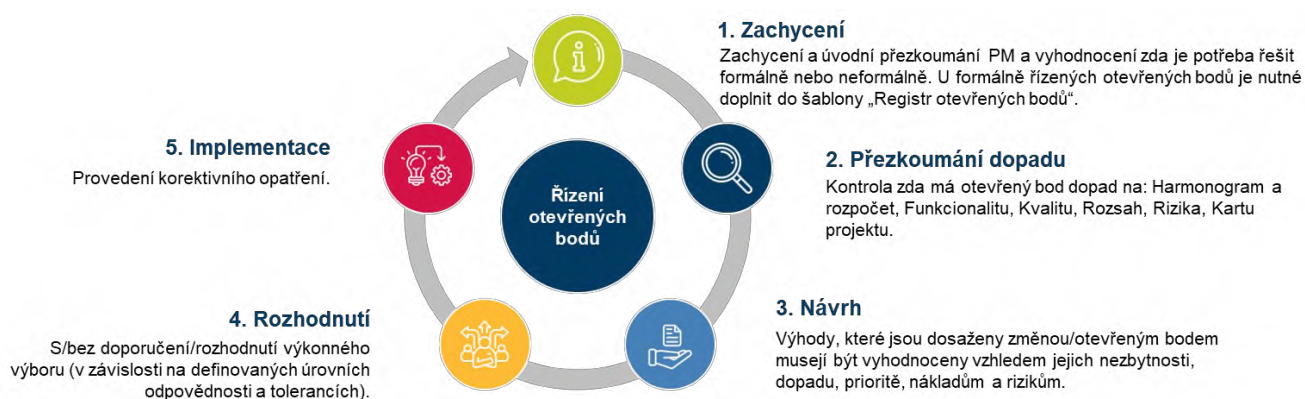 1. Zachycení
Zachycení a úvodní přezkoumání PM a vyhodnocení zda je potřeba řešit
formálně nebo neformálně. U formálně řízených otevřených bodů je nutné
doplnit do šablony „Registr otevřených bodů“.
2. Přezkoumání dopadu
Kontrola zda má otevřený bod dopad na: Harmonogram a
rozpočet, Funkcionalitu, Kvalitu, Rozsah, Rizika, Kartu
projektu.
3. Návrh
Výhody, které jsou dosaženy změnou/otevřeným bodem
musejí být vyhodnoceny vzhledem jejich nezbytnosti,
dopadu, prioritě, nákladům a rizikům.
4. Rozhodnutí
S/bez doporučení/rozhodnutí výkonného
výboru (v závislosti na definovaných úrovních
odpovědnosti a tolerancích).
5. Implementace
Provedení korektivního opatření.
Řízení
otevřených
bodů